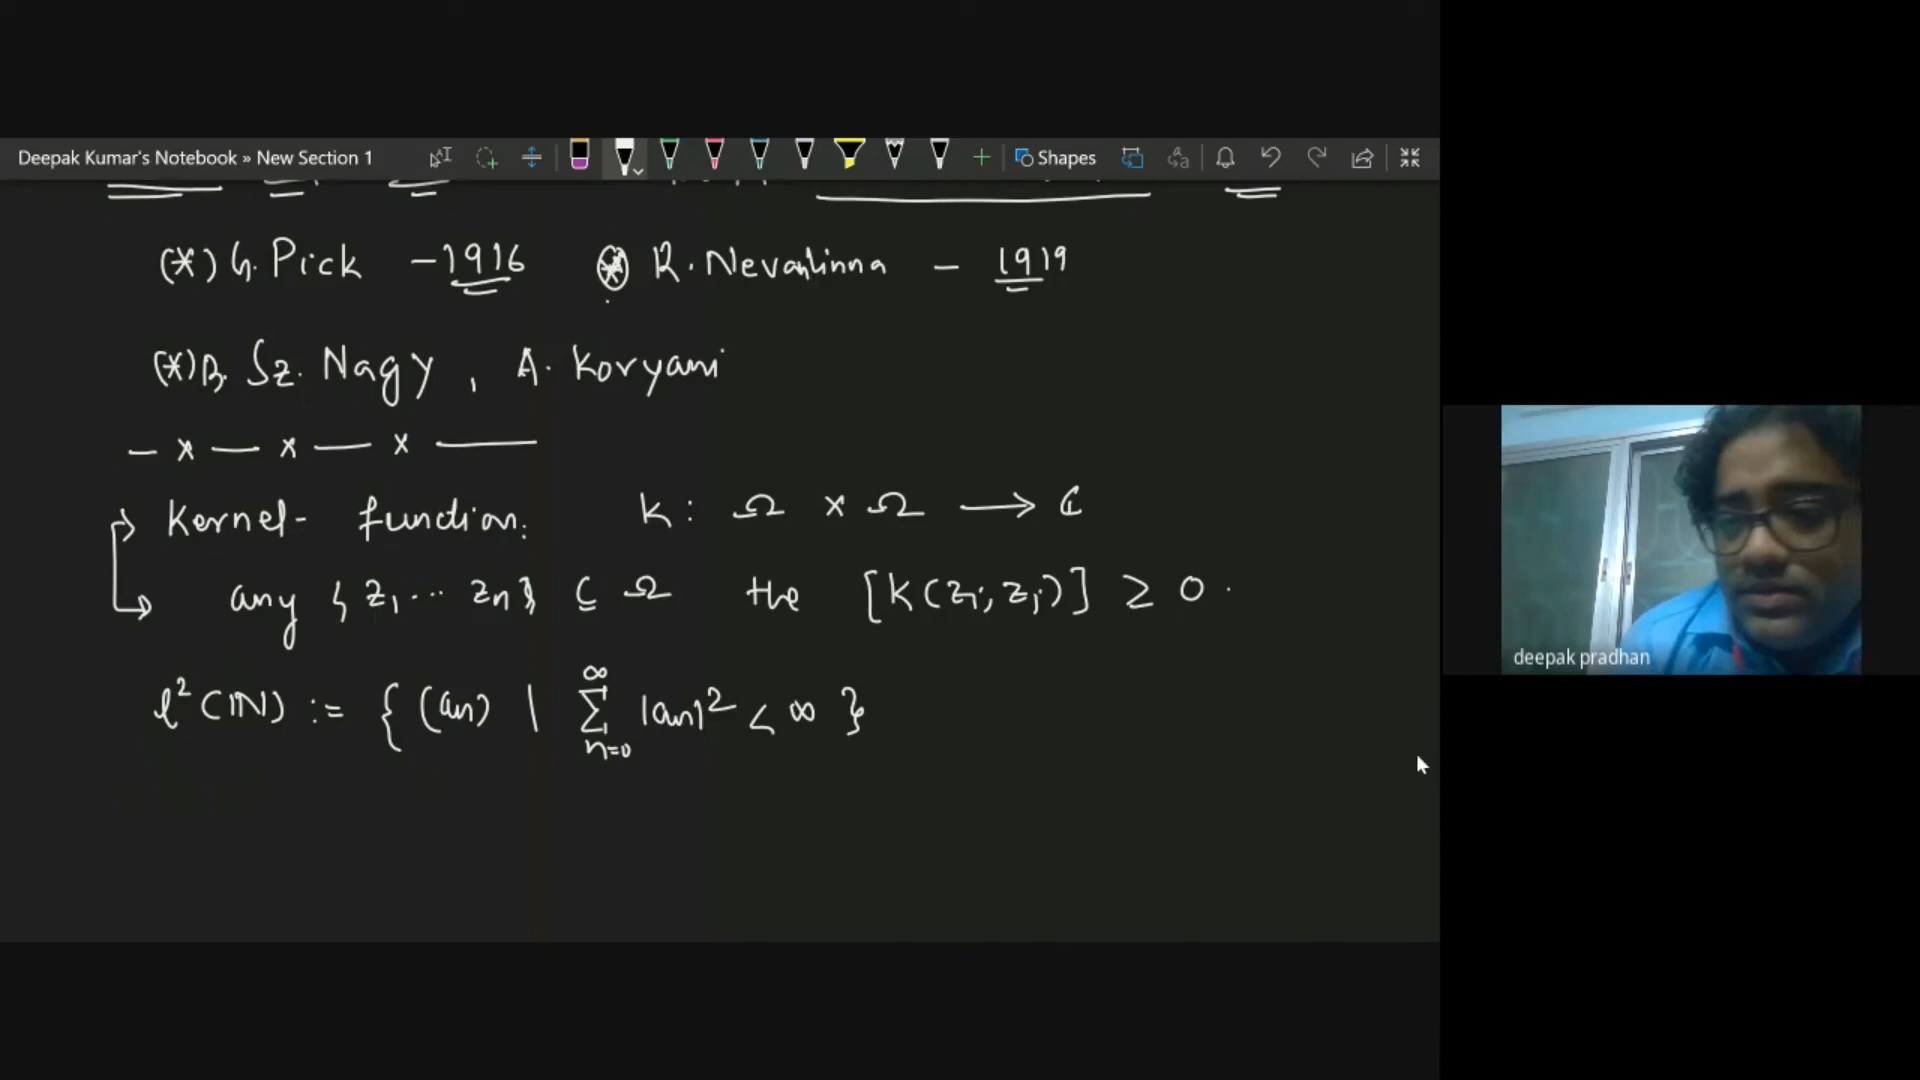 Deepak Kumar's Notebook » New Section 1
Shapes
(*) G. Pick - 1916 ⊛ R. Nevanlinna - 1919
(*) B. Sz. Nagy, A. Koryani
- x - x - x -
Kernel - function: k: Ω × Ω → ℂ
any {z₁ ... zₙ} ⊆ Ω the [K(zᵢ, zⱼ)] ≥ 0.
ℓ²(ℕ) := { (aₙ) | ∑ₙ₌₀^∞ |aₙ|² < ∞ }
deepak pradhan